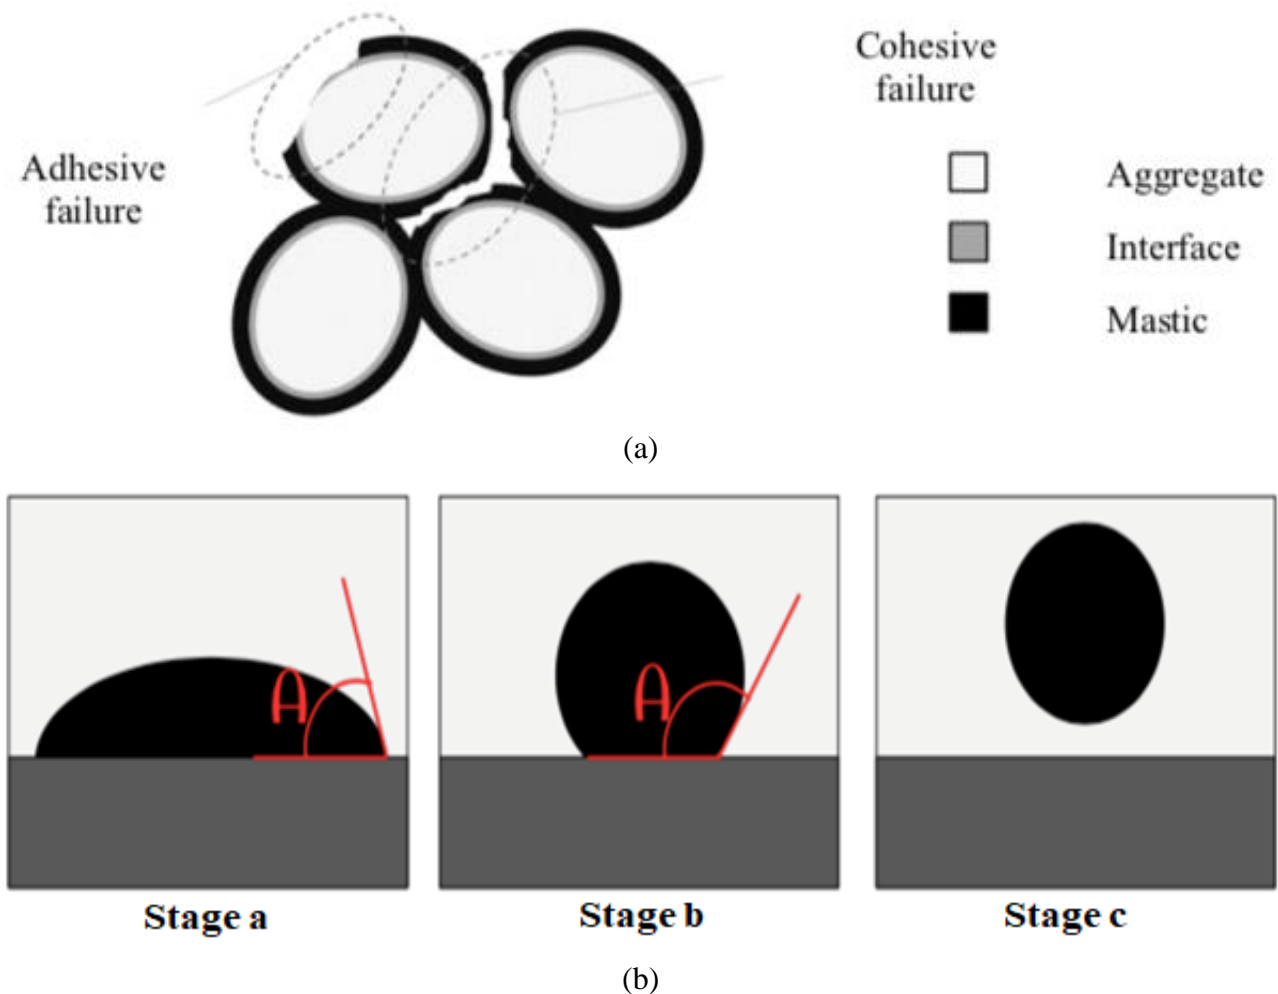 Cohesive
failure
Adhesive
failure
Aggregate
Interface
Mastic
(a)
θ
θ
Stage a
Stage b
Stage c
(b)